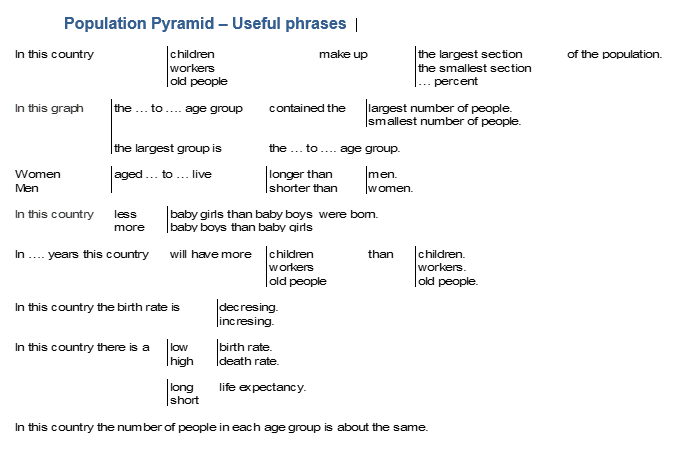 Population Pyramid – Useful phrases
In this country children make up the largest section of the population.
workers the smallest section
old people … percent
In this graph the … to …. age group contained the largest number of people.
smallest number of people.
the largest group is the … to …. age group.
Women aged … to … live longer than men.
Men shorter than women.
In this country less baby girls than baby boys were born.
more baby boys than baby girls
In …. years this country will have more children than children.
workers workers.
old people old people.
In this country the birth rate is decresing.
incresing.
In this country there is a low birth rate.
high death rate.
long life expectancy.
short
In this country the number of people in each age group is about the same.